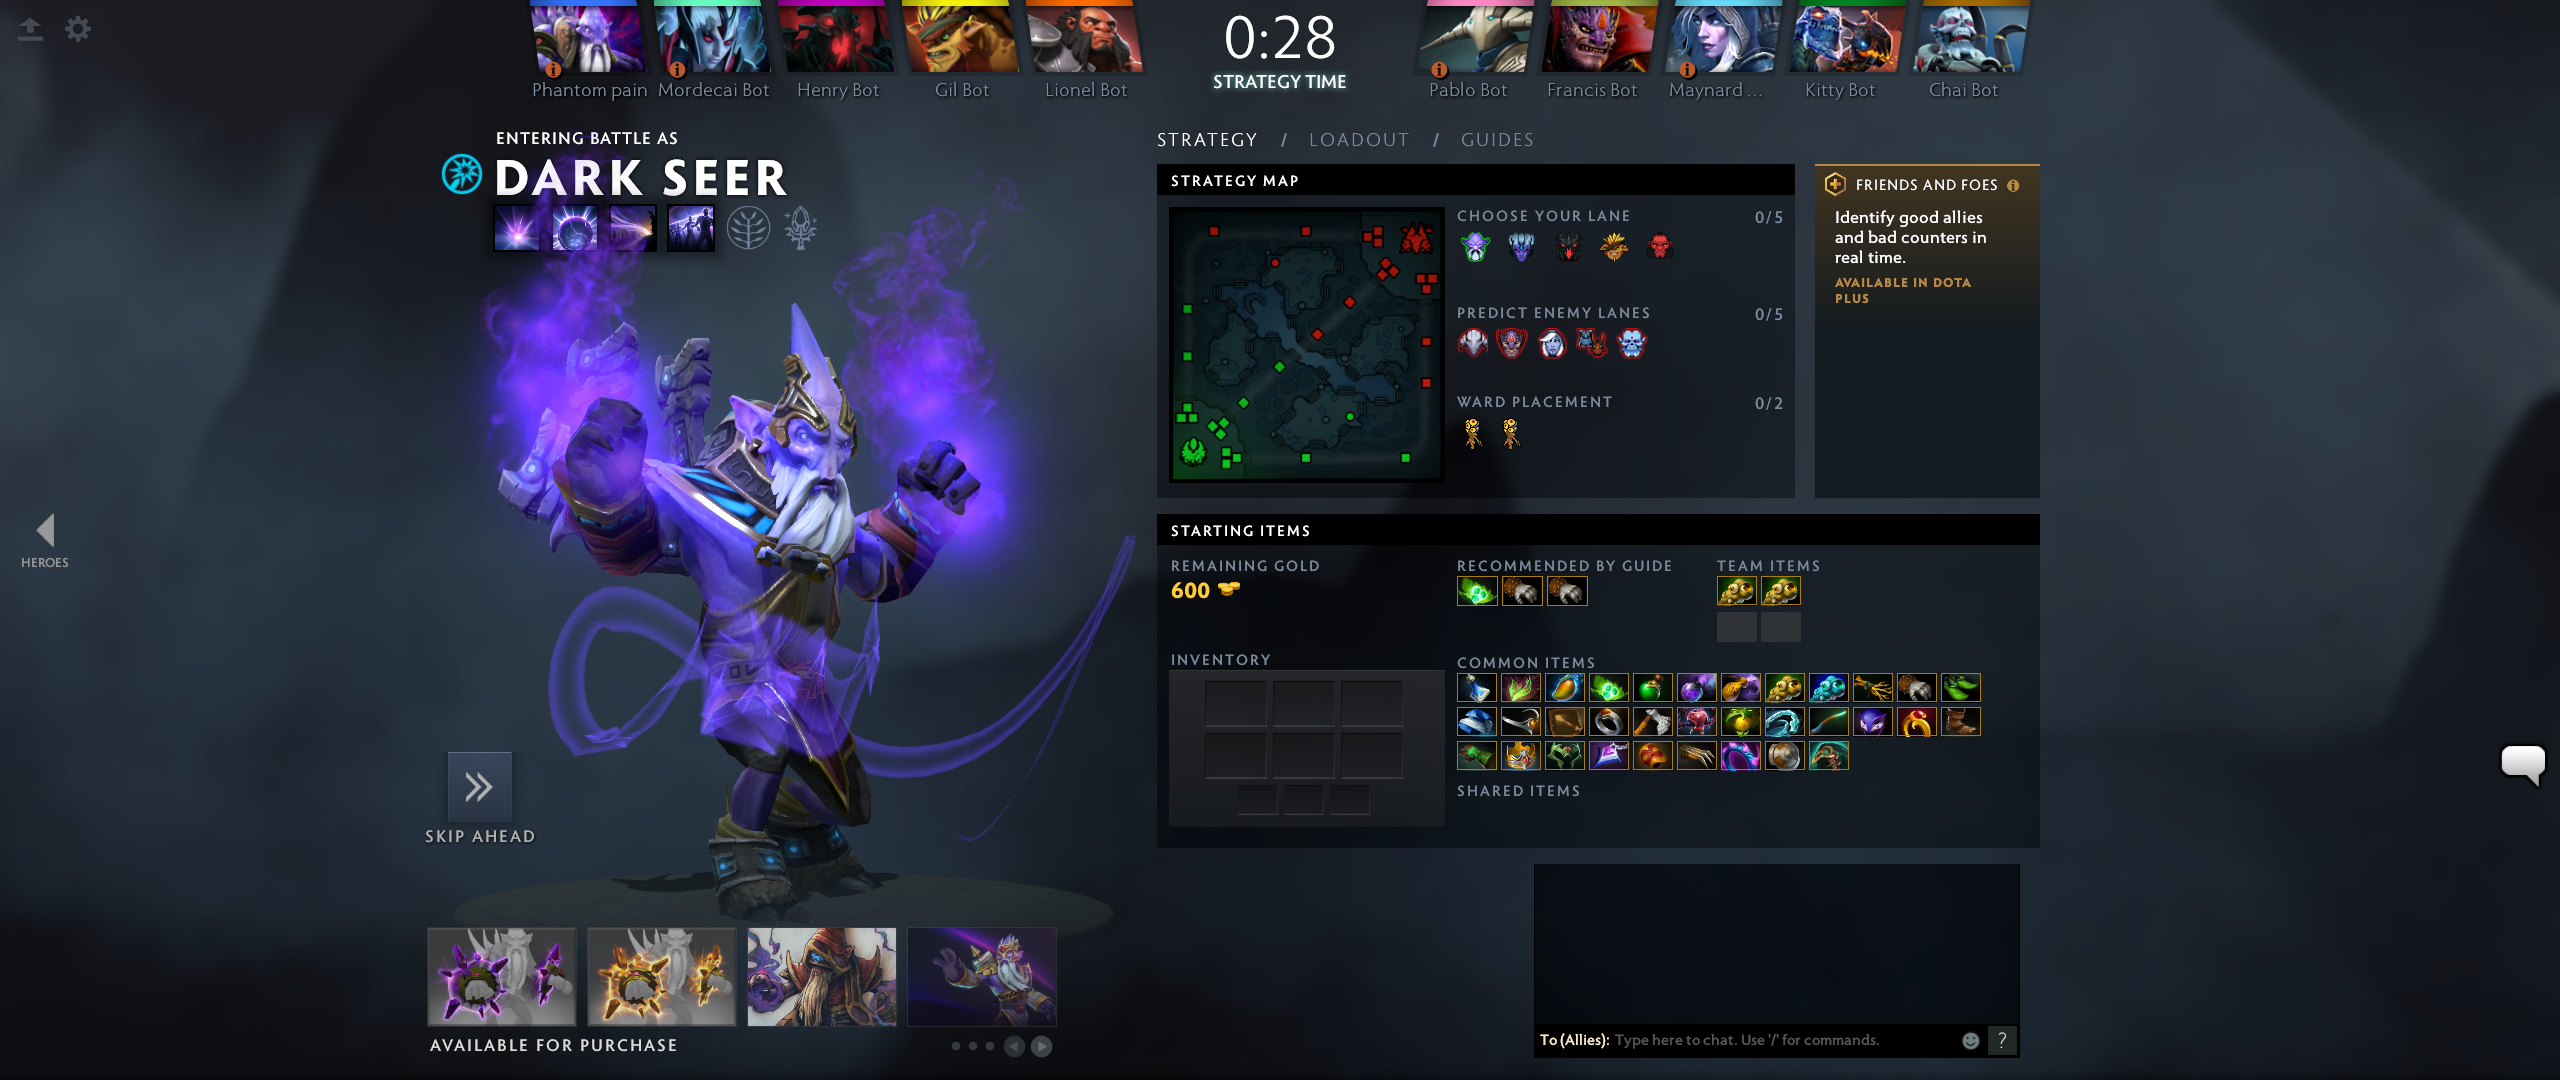 Phantom pain
Mordecai Bot
Henry Bot
Gil Bot
Lionel Bot
0:28
STRATEGY TIME
Pablo Bot
Francis Bot
Maynard ...
Kitty Bot
Chai Bot
ENTERING BATTLE AS
DARK SEER
STRATEGY / LOADOUT / GUIDES
STRATEGY MAP
CHOOSE YOUR LANE 0/5
PREDICT ENEMY LANES 0/5
WARD PLACEMENT 0/2
FRIENDS AND FOES
Identify good allies
and bad counters in
real time.
AVAILABLE IN DOTA
PLUS
HEROES
STARTING ITEMS
REMAINING GOLD
600
RECOMMENDED BY GUIDE
TEAM ITEMS
INVENTORY
COMMON ITEMS
SHARED ITEMS
SKIP AHEAD
AVAILABLE FOR PURCHASE
To (Allies): Type here to chat. Use '/' for commands.
?